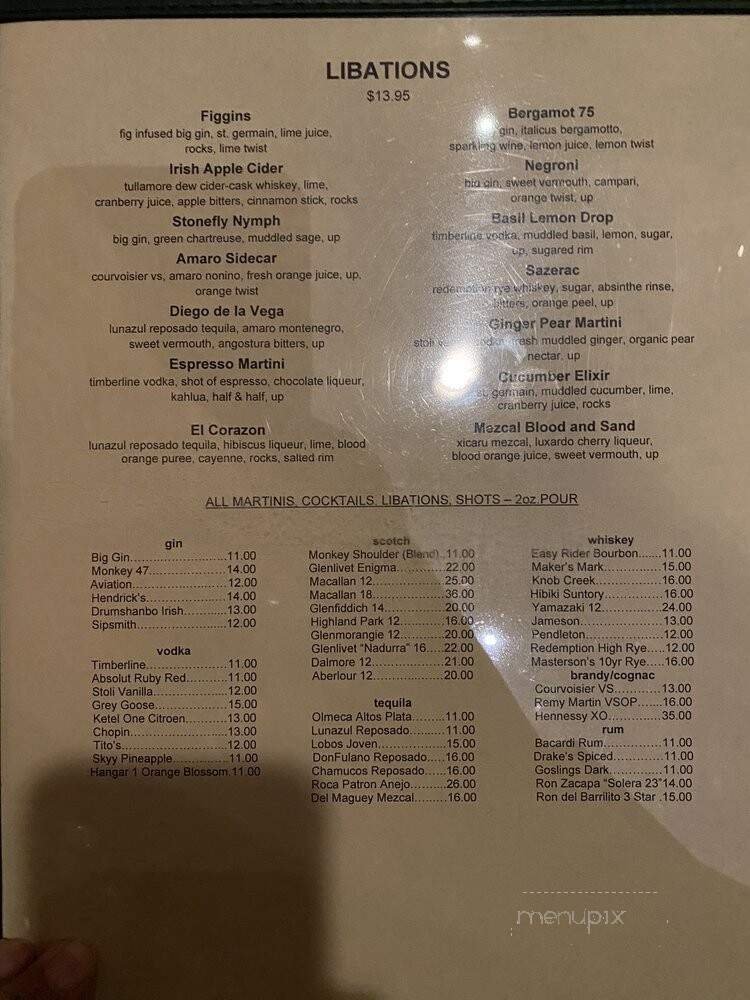 LIBATIONS
$13.95
Figgins
fig infused big gin, st. germain, lime juice,
rocks, lime twist
Irish Apple Cider
tullamore dew cider-cask whiskey, lime,
cranberry juice, apple bitters, cinnamon stick, rocks
Stonefly Nymph
big gin, green chartreuse, muddled sage, up
Amaro Sidecar
courvoisier vs, amaro nonino, fresh orange juice, up,
orange twist
Diego de la Vega
lunazul reposado tequila, amaro montenegro,
sweet vermouth, angostura bitters, up
Espresso Martini
timberline vodka, shot of espresso, chocolate liqueur,
kahlua, half & half, up
El Corazon
lunazul reposado tequila, hibiscus liqueur, lime, blood
orange puree, cayenne, rocks, salted rim
Bergamot 75
gin, italicus bergamotto,
sparkling wine, lemon juice, lemon twist
Negroni
big gin, sweet vermouth, campari,
orange twist, up
Basil Lemon Drop
timberline vodka, muddled basil, lemon, sugar,
up, sugared rim
Sazerac
redemption rye whiskey, sugar, absinthe rinse,
bitters, orange peel, up
Ginger Pear Martini
stoli fresh muddled ginger, organic pear
nectar, up
Cucumber Elixir
st. germain, muddled cucumber, lime,
cranberry juice, rocks
Mezcal Blood and Sand
xicaru mezcal, luxardo cherry liqueur,
blood orange juice, sweet vermouth, up
ALL MARTINIS, COCKTAILS, LIBATIONS, SHOTS – 2oz.POUR
gin
Big Gin...........................11.00
Monkey 47.....................14.00
Aviation..........................12.00
Hendrick's......................14.00
Drumshanbo Irish...........13.00
Sipsmith.........................12.00
vodka
Timberline......................11.00
Absolut Ruby Red...........11.00
Stoli Vanilla....................12.00
Grey Goose....................15.00
Ketel One Citroen...........13.00
Chopin...........................13.00
Tito's..............................12.00
Skyy Pineapple...............11.00
Hangar 1 Orange Blossom.11.00
scotch
Monkey Shoulder (Blend)..11.00
Glenlivet Enigma.............22.00
Macallan 12...................25.00
Macallan 18...................36.00
Glenfiddich 14................20.00
Highland Park 12............16.00
Glenmorangie 12............20.00
Glenlivet "Nadurra" 16....22.00
Dalmore 12....................21.00
Aberlour 12....................20.00
tequila
Olmeca Altos Plata.........11.00
Lunazul Reposado..........11.00
Lobos Joven...................15.00
DonFulano Reposado.....16.00
Chamucos Reposado.....16.00
Roca Patron Anejo..........26.00
Del Maguey Mezcal.........16.00
whiskey
Easy Rider Bourbon.......11.00
Maker's Mark................15.00
Knob Creek...................16.00
Hibiki Suntory................16.00
Yamazaki 12.................24.00
Jameson.......................13.00
Pendleton.....................12.00
Redemption High Rye.....12.00
Masterson's 10yr Rye.....16.00
brandy/cognac
Courvoisier VS..............13.00
Remy Martin VSOP.......16.00
Hennessy XO................35.00
rum
Bacardi Rum.................11.00
Drake's Spiced..............11.00
Goslings Dark...............11.00
Ron Zacapa "Solera 23"14.00
Ron del Barrilito 3 Star .15.00
menupix